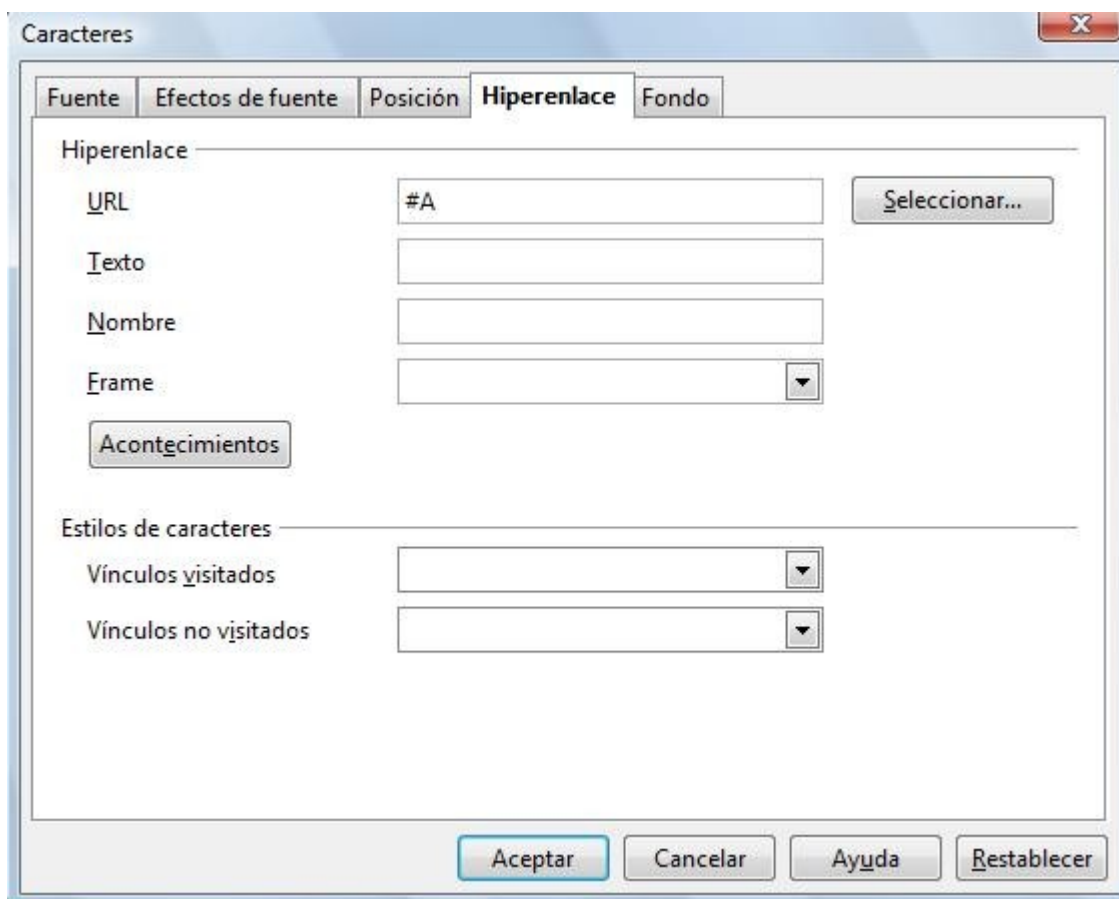 Caracteres
Fuente Efectos de fuente Posición Hiperenlace Fondo
Hiperenlace
URL #A Seleccionar...
Texto
Nombre
Frame
Acontecimientos
Estilos de caracteres
Vínculos visitados
Vínculos no visitados
Aceptar Cancelar Ayuda Restablecer